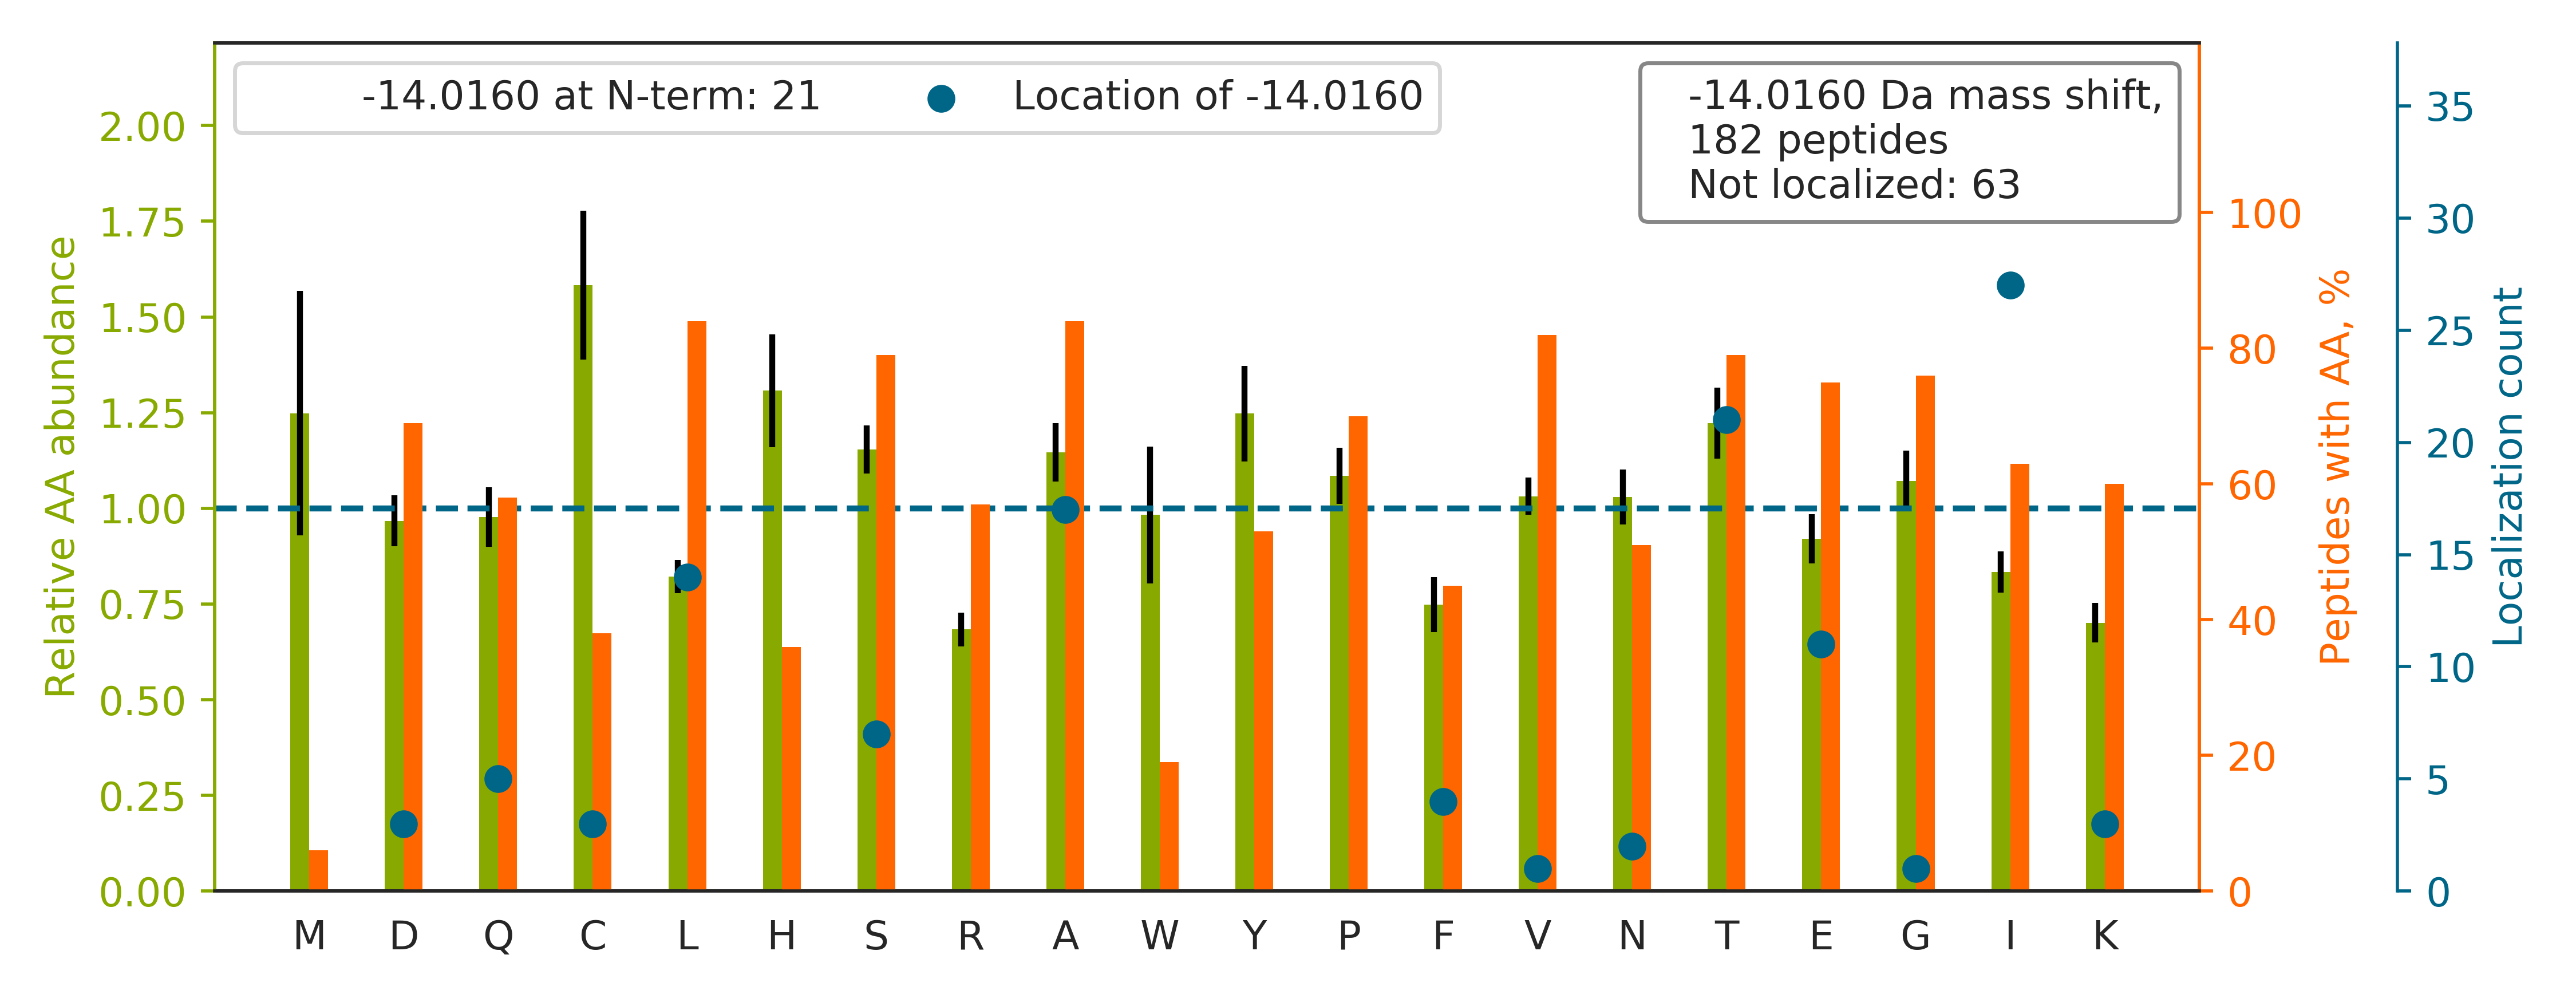 -14.0160 at N-term: 21
Location of -14.0160
-14.0160 Da mass shift,
182 peptides
Not localized: 63
Relative AA abundance
2.00
1.75
1.50
1.25
1.00
0.75
0.50
0.25
0.00
M D Q C L H S R A W Y P F V N T E G I K
100
80
60
40
20
0
Peptides with AA, %
35
30
25
20
15
10
5
0
Localization count